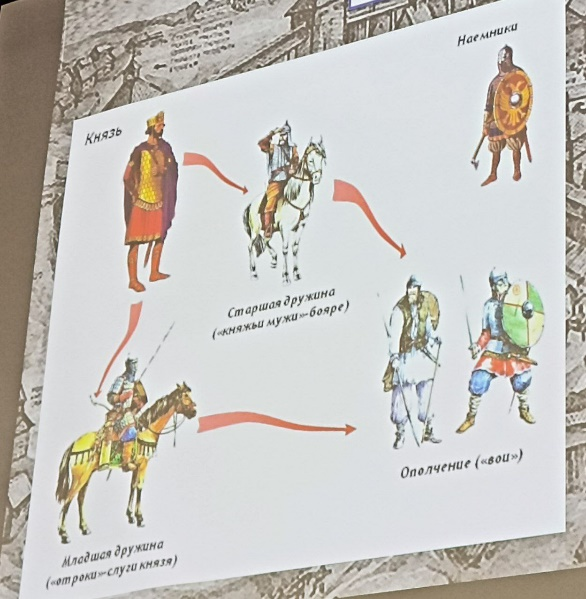 Наемники
Князь
Старшая дружина
(«княжьи мужи»-бояре)
Ополчение («вои»)
Младшая дружина
(«отроки»-слуги князя)